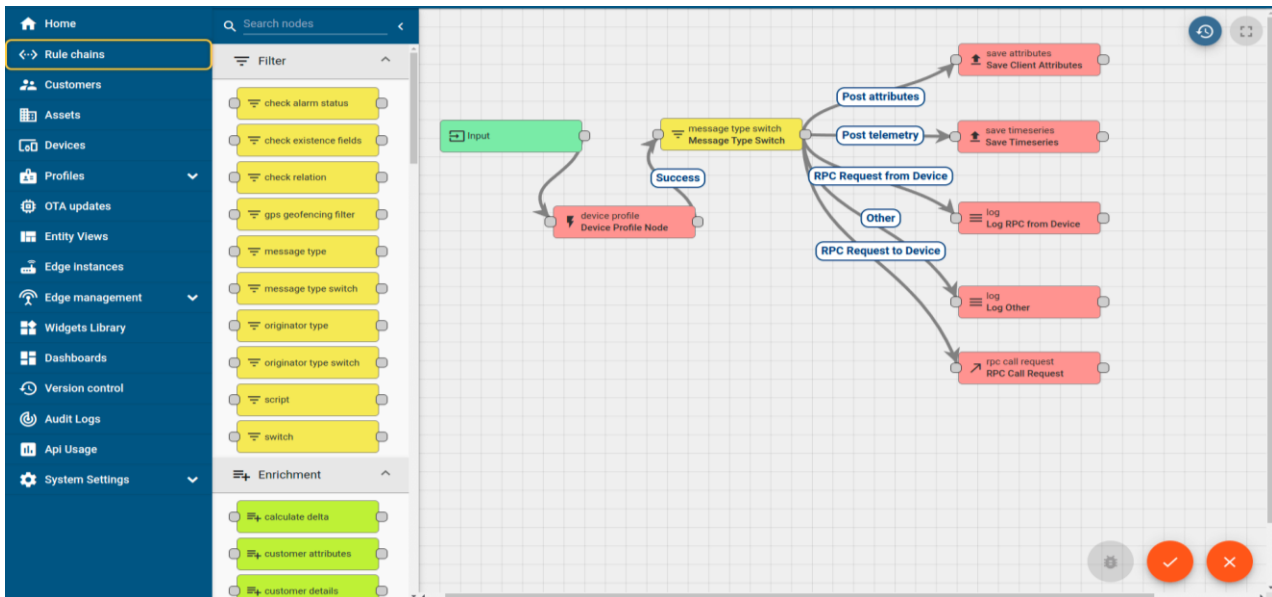 Home
Rule chains
Customers
Assets
Devices
Profiles
OTA updates
Entity Views
Edge instances
Edge management
Widgets Library
Dashboards
Version control
Audit Logs
Api Usage
System Settings
Search nodes
Filter
check alarm status
check existence fields
check relation
gps geofencing filter
message type
message type switch
originator type
originator type switch
script
switch
Enrichment
calculate delta
customer attributes
customer details
Input
device profile
Device Profile Node
Success
message type switch
Message Type Switch
Post attributes
Post telemetry
RPC Request from Device
Other
RPC Request to Device
save attributes
Save Client Attributes
save timeseries
Save Timeseries
log
Log RPC from Device
log
Log Other
rpc call request
RPC Call Request